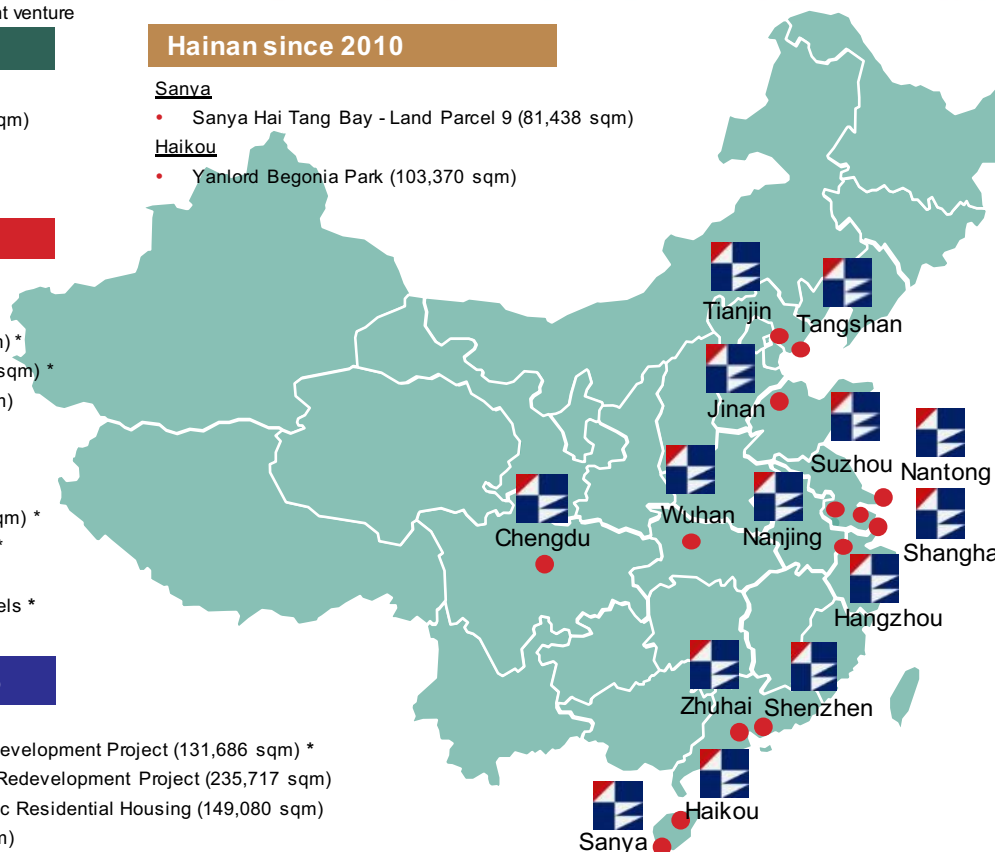 nt venture
Hainan since 2010
Sanya
• Sanya Hai Tang Bay - Land Parcel 9 (81,438 sqm)
qm)
Haikou
• Yanlord Begonia Park (103,370 sqm)
Tianjin
Tangshan
m) *
sqm) *
m)
Jinan
Suzhou
Nantong
Chengdu
Wuhan
Nanjing
Shangha
qm) *
*
els *
Hangzhou
Zhuhai
Shenzhen
evelopment Project (131,686 sqm) *
Redevelopment Project (235,717 sqm)
c Residential Housing (149,080 sqm)
m)
Haikou
Sanya